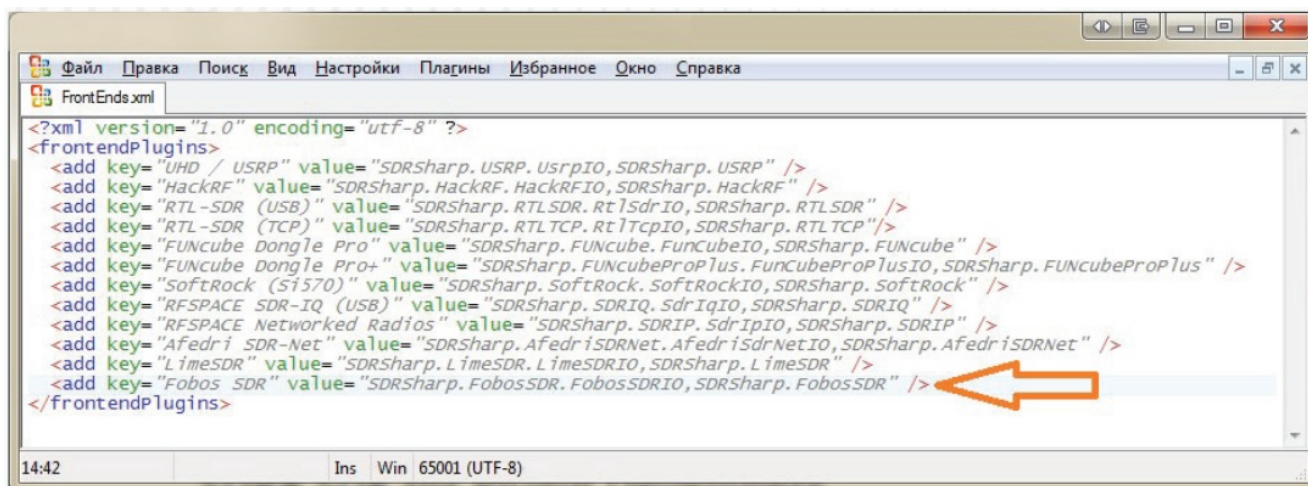 Файл Правка Поиск Вид Настройки Плагины Избранное Окно Справка
FrontEnds.xml
<?xml version="1.0" encoding="utf-8" ?>
<frontendPlugins>
<add key="UHD / USRP" value="SDRSharp.USRP.UsrpIO,SDRSharp.USRP" />
<add key="HackRF" value="SDRSharp.HackRF.HackRFIO,SDRSharp.HackRF" />
<add key="RTL-SDR (USB)" value="SDRSharp.RTLSDR.RtlSdrIO,SDRSharp.RTLSDR" />
<add key="RTL-SDR (TCP)" value="SDRSharp.RTLTCP.RtlTcpIO,SDRSharp.RTLTCP"/>
<add key="FUNcube Dongle Pro" value="SDRSharp.FUNcube.FunCubeIO,SDRSharp.FUNcube" />
<add key="FUNcube Dongle Pro+" value="SDRSharp.FUNcubeProPlus.FunCubeProPlusIO,SDRSharp.FUNcubeProPlus" />
<add key="SoftRock (Si570)" value="SDRSharp.SoftRock.SoftRockIO,SDRSharp.SoftRock" />
<add key="RFSPACE SDR-IQ (USB)" value="SDRSharp.SDRIQ.SdrIqIO,SDRSharp.SDRIQ" />
<add key="RFSPACE Networked Radios" value="SDRSharp.SDRIP.SdrIpIO,SDRSharp.SDRIP" />
<add key="Afedri SDR-Net" value="SDRSharp.AfedriSDRNet.AfedriSdrNetIO,SDRSharp.AfedriSDRNet" />
<add key="LimeSDR" value="SDRSharp.LimeSDR.LimeSDRIO,SDRSharp.LimeSDR" />
<add key="Fobos SDR" value="SDRSharp.FobosSDR.FobosSDRIO,SDRSharp.FobosSDR" />
</frontendPlugins>
14:42 Ins Win 65001 (UTF-8)